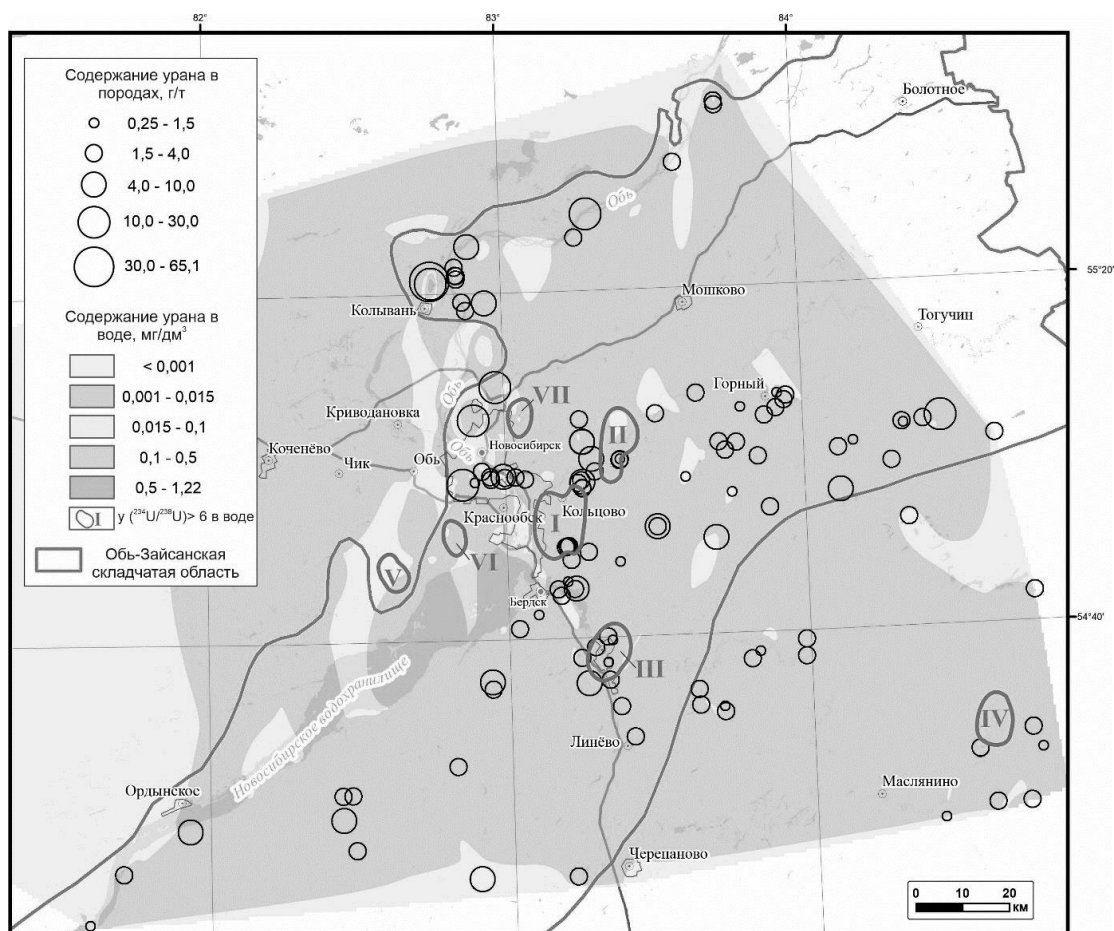 82°
83°
84°
Содержание урана в
породах, г/т
0,25 - 1,5
1,5 - 4,0
4,0 - 10,0
10,0 - 30,0
30,0 - 65,1
Содержание урана в
воде, мг/дм³
< 0,001
0,001 - 0,015
0,015 - 0,1
0,1 - 0,5
0,5 - 1,22
I
γ (²³⁴U/²³⁸U)> 6 в воде
Обь-Зайсанская
складчатая область
Болотное
Обь
55°20'
Мошково
Колывань
Тогучин
Горный
Обь
VII
Криводановка
II
Новосибирск
Обь
Коченёво
Чик
Обь
Краснообск
I
Кольцово
VI
V
Бердск
54°40'
III
IV
Новосибирское водохранилище
Линёво
Ордынское
Маслянино
Черепаново
0 10 20
км
82°
83°
84°